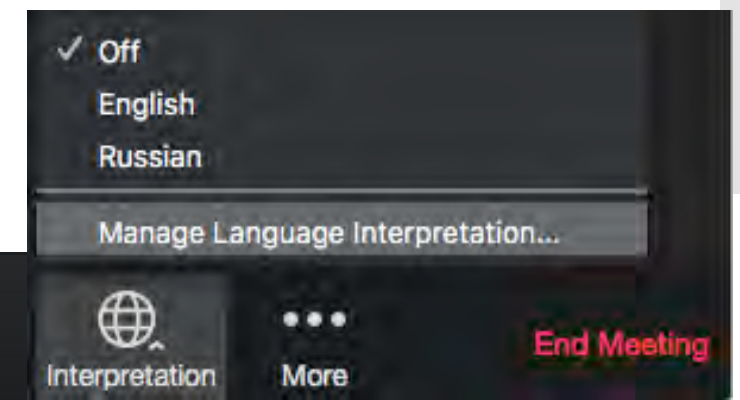 Off
English
Russian
Manage Language Interpretation...
Interpretation
More
End Meeting